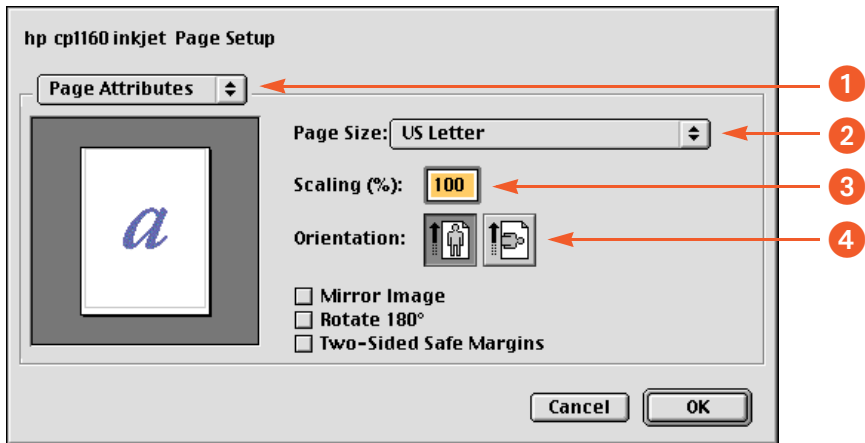 hp cp1160 inkjet Page Setup
Page Attributes
1
Page Size: US Letter
2
Scaling (%): 100
3
a
Orientation:
4
Mirror Image
Rotate 180°
Two-Sided Safe Margins
Cancel
OK